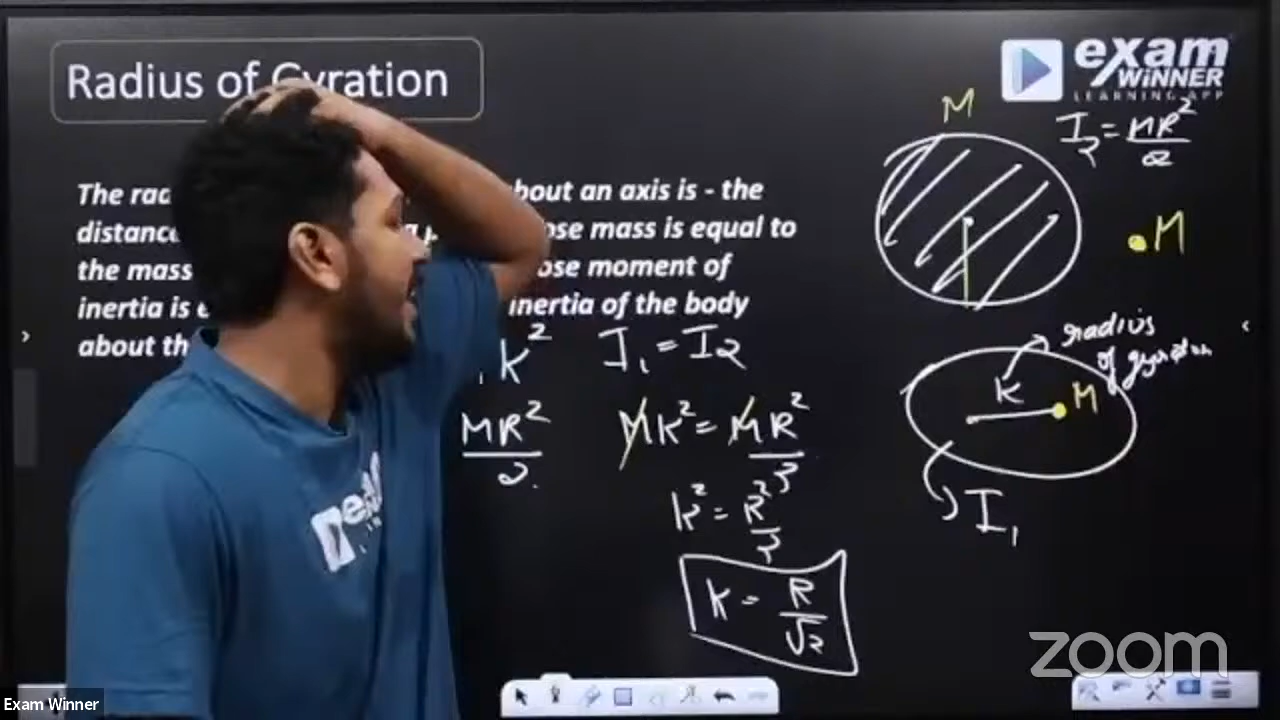 Radius of Gyration
exam
WINNER
LEARNING APP
M
I₂ = MR²/2
The rad
bout an axis is - the
distance
ose mass is equal to
the mass
ose moment of
inertia is e
inertia of the body
about th
M
K²
I₁ = I₂
radius
of gyration
K
M
MR²/2
MK² = MR²/2
K² = R²/2
I₁
K = R/√2
zoom
Exam Winner